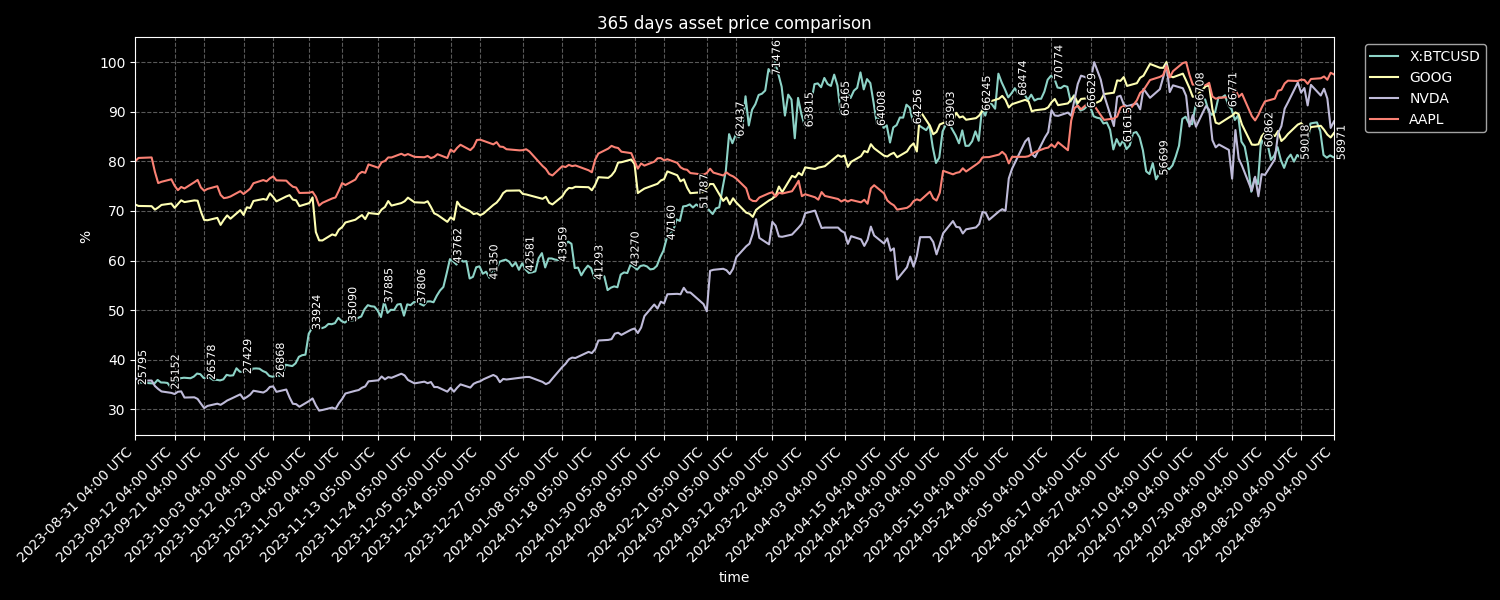 365 days asset price comparison
X:BTCUSD
GOOG
NVDA
AAPL
%
100
90
80
70
60
50
40
30
25795
25152
26578
27429
26868
33924
35090
37885
37806
43762
41350
42581
43959
41293
43270
47160
51787
62437
71476
63815
65465
64008
64256
63903
66245
68474
70774
66629
61615
56699
66708
66771
60862
59018
58971
2023-08-31 04:00 UTC
2023-09-12 04:00 UTC
2023-09-21 04:00 UTC
2023-10-03 04:00 UTC
2023-10-12 04:00 UTC
2023-10-23 04:00 UTC
2023-11-02 04:00 UTC
2023-11-13 05:00 UTC
2023-11-24 05:00 UTC
2023-12-05 05:00 UTC
2023-12-14 05:00 UTC
2023-12-27 05:00 UTC
2024-01-08 05:00 UTC
2024-01-18 05:00 UTC
2024-01-30 05:00 UTC
2024-02-08 05:00 UTC
2024-02-21 05:00 UTC
2024-03-01 05:00 UTC
2024-03-12 04:00 UTC
2024-03-22 04:00 UTC
2024-04-03 04:00 UTC
2024-04-15 04:00 UTC
2024-04-24 04:00 UTC
2024-05-03 04:00 UTC
2024-05-15 04:00 UTC
2024-05-24 04:00 UTC
2024-06-05 04:00 UTC
2024-06-17 04:00 UTC
2024-06-27 04:00 UTC
2024-07-10 04:00 UTC
2024-07-19 04:00 UTC
2024-07-30 04:00 UTC
2024-08-09 04:00 UTC
2024-08-20 04:00 UTC
2024-08-30 04:00 UTC
time